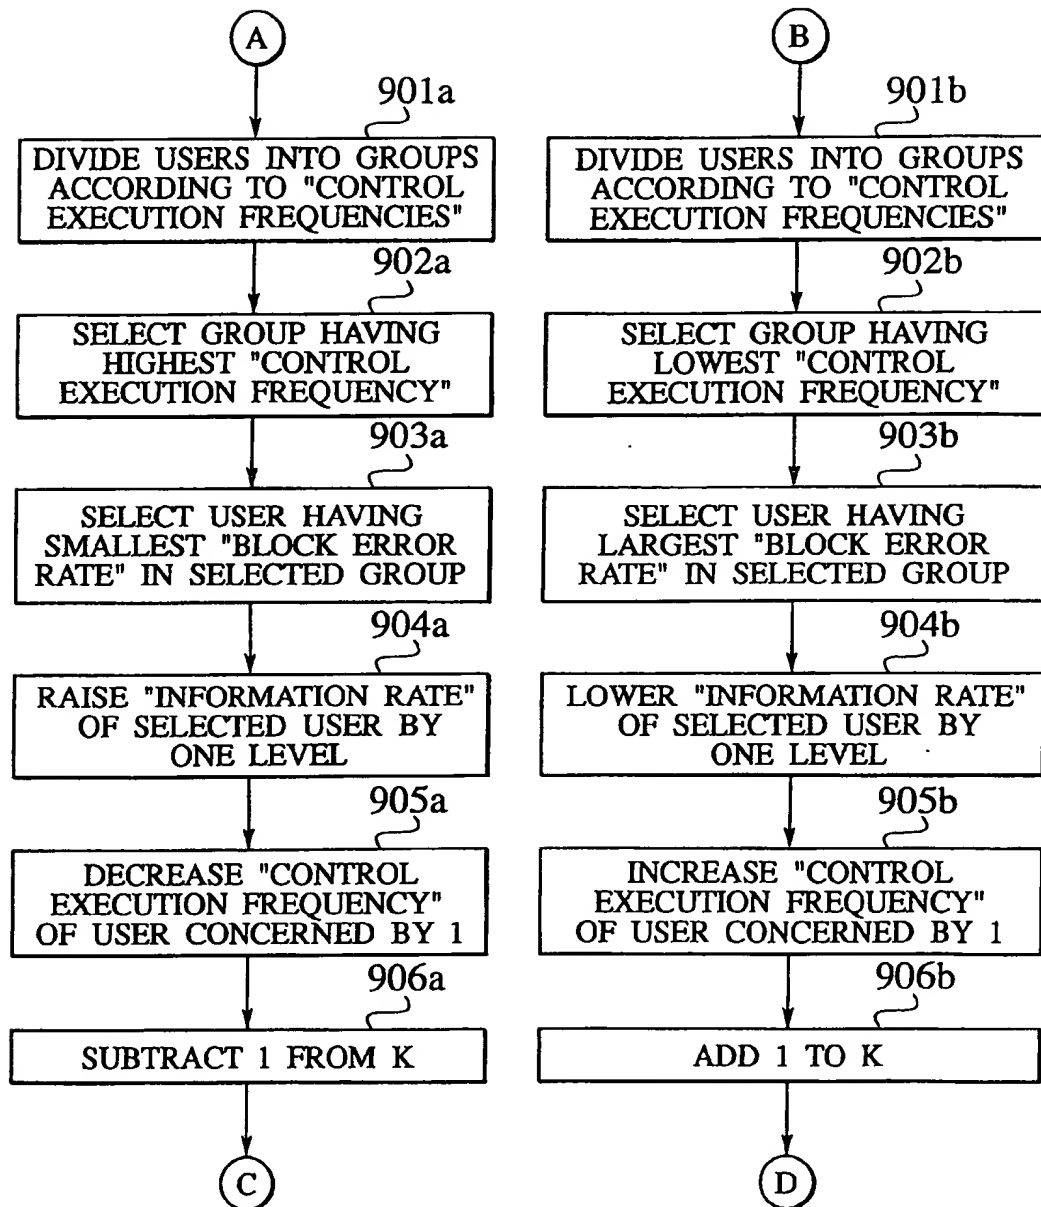 A
901a
DIVIDE USERS INTO GROUPS
ACCORDING TO "CONTROL
EXECUTION FREQUENCIES"
902a
SELECT GROUP HAVING
HIGHEST "CONTROL
EXECUTION FREQUENCY"
903a
SELECT USER HAVING
SMALLEST "BLOCK ERROR
RATE" IN SELECTED GROUP
904a
RAISE "INFORMATION RATE"
OF SELECTED USER BY
ONE LEVEL
905a
DECREASE "CONTROL
EXECUTION FREQUENCY"
OF USER CONCERNED BY 1
906a
SUBTRACT 1 FROM K
C
B
901b
DIVIDE USERS INTO GROUPS
ACCORDING TO "CONTROL
EXECUTION FREQUENCIES"
902b
SELECT GROUP HAVING
LOWEST "CONTROL
EXECUTION FREQUENCY"
903b
SELECT USER HAVING
LARGEST "BLOCK ERROR
RATE" IN SELECTED GROUP
904b
LOWER "INFORMATION RATE"
OF SELECTED USER BY
ONE LEVEL
905b
INCREASE "CONTROL
EXECUTION FREQUENCY"
OF USER CONCERNED BY 1
906b
ADD 1 TO K
D